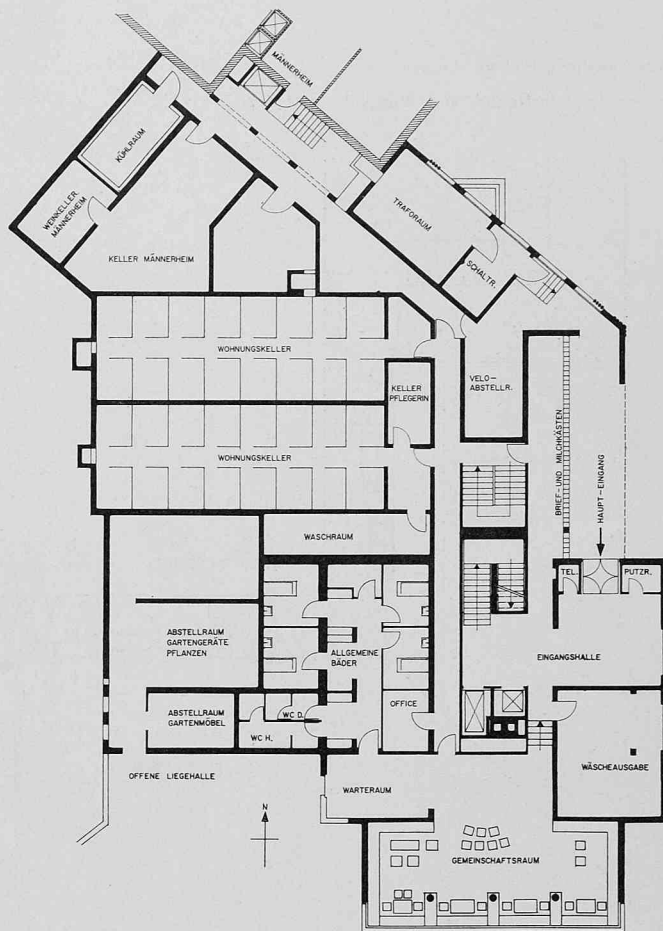 MÄNNERHEIM
KÜHLRAUM
WEINKELLER
MÄNNERHEIM
KELLER MÄNNERHEIM
TRAFORAUM
SCHALTR.
WOHNUNGSKELLER
KELLER
PFLEGERIN
VELO—
ABSTELLR.
BRIEF- UND MILCHKÄSTEN
HAUPT-EINGANG
WOHNUNGSKELLER
WASCHRAUM
TEL.
PUTZR.
ABSTELLRAUM
GARTENGERÄTE
PFLANZEN
ALLGEMEINE
BÄDER
EINGANGSHALLE
ABSTELLRAUM
GARTENMÖBEL
WC D.
WC H.
OFFICE
OFFENE LIEGEHALLE
WARTERAUM
WÄSCHEAUSGABE
N
GEMEINSCHAFTSRAUM